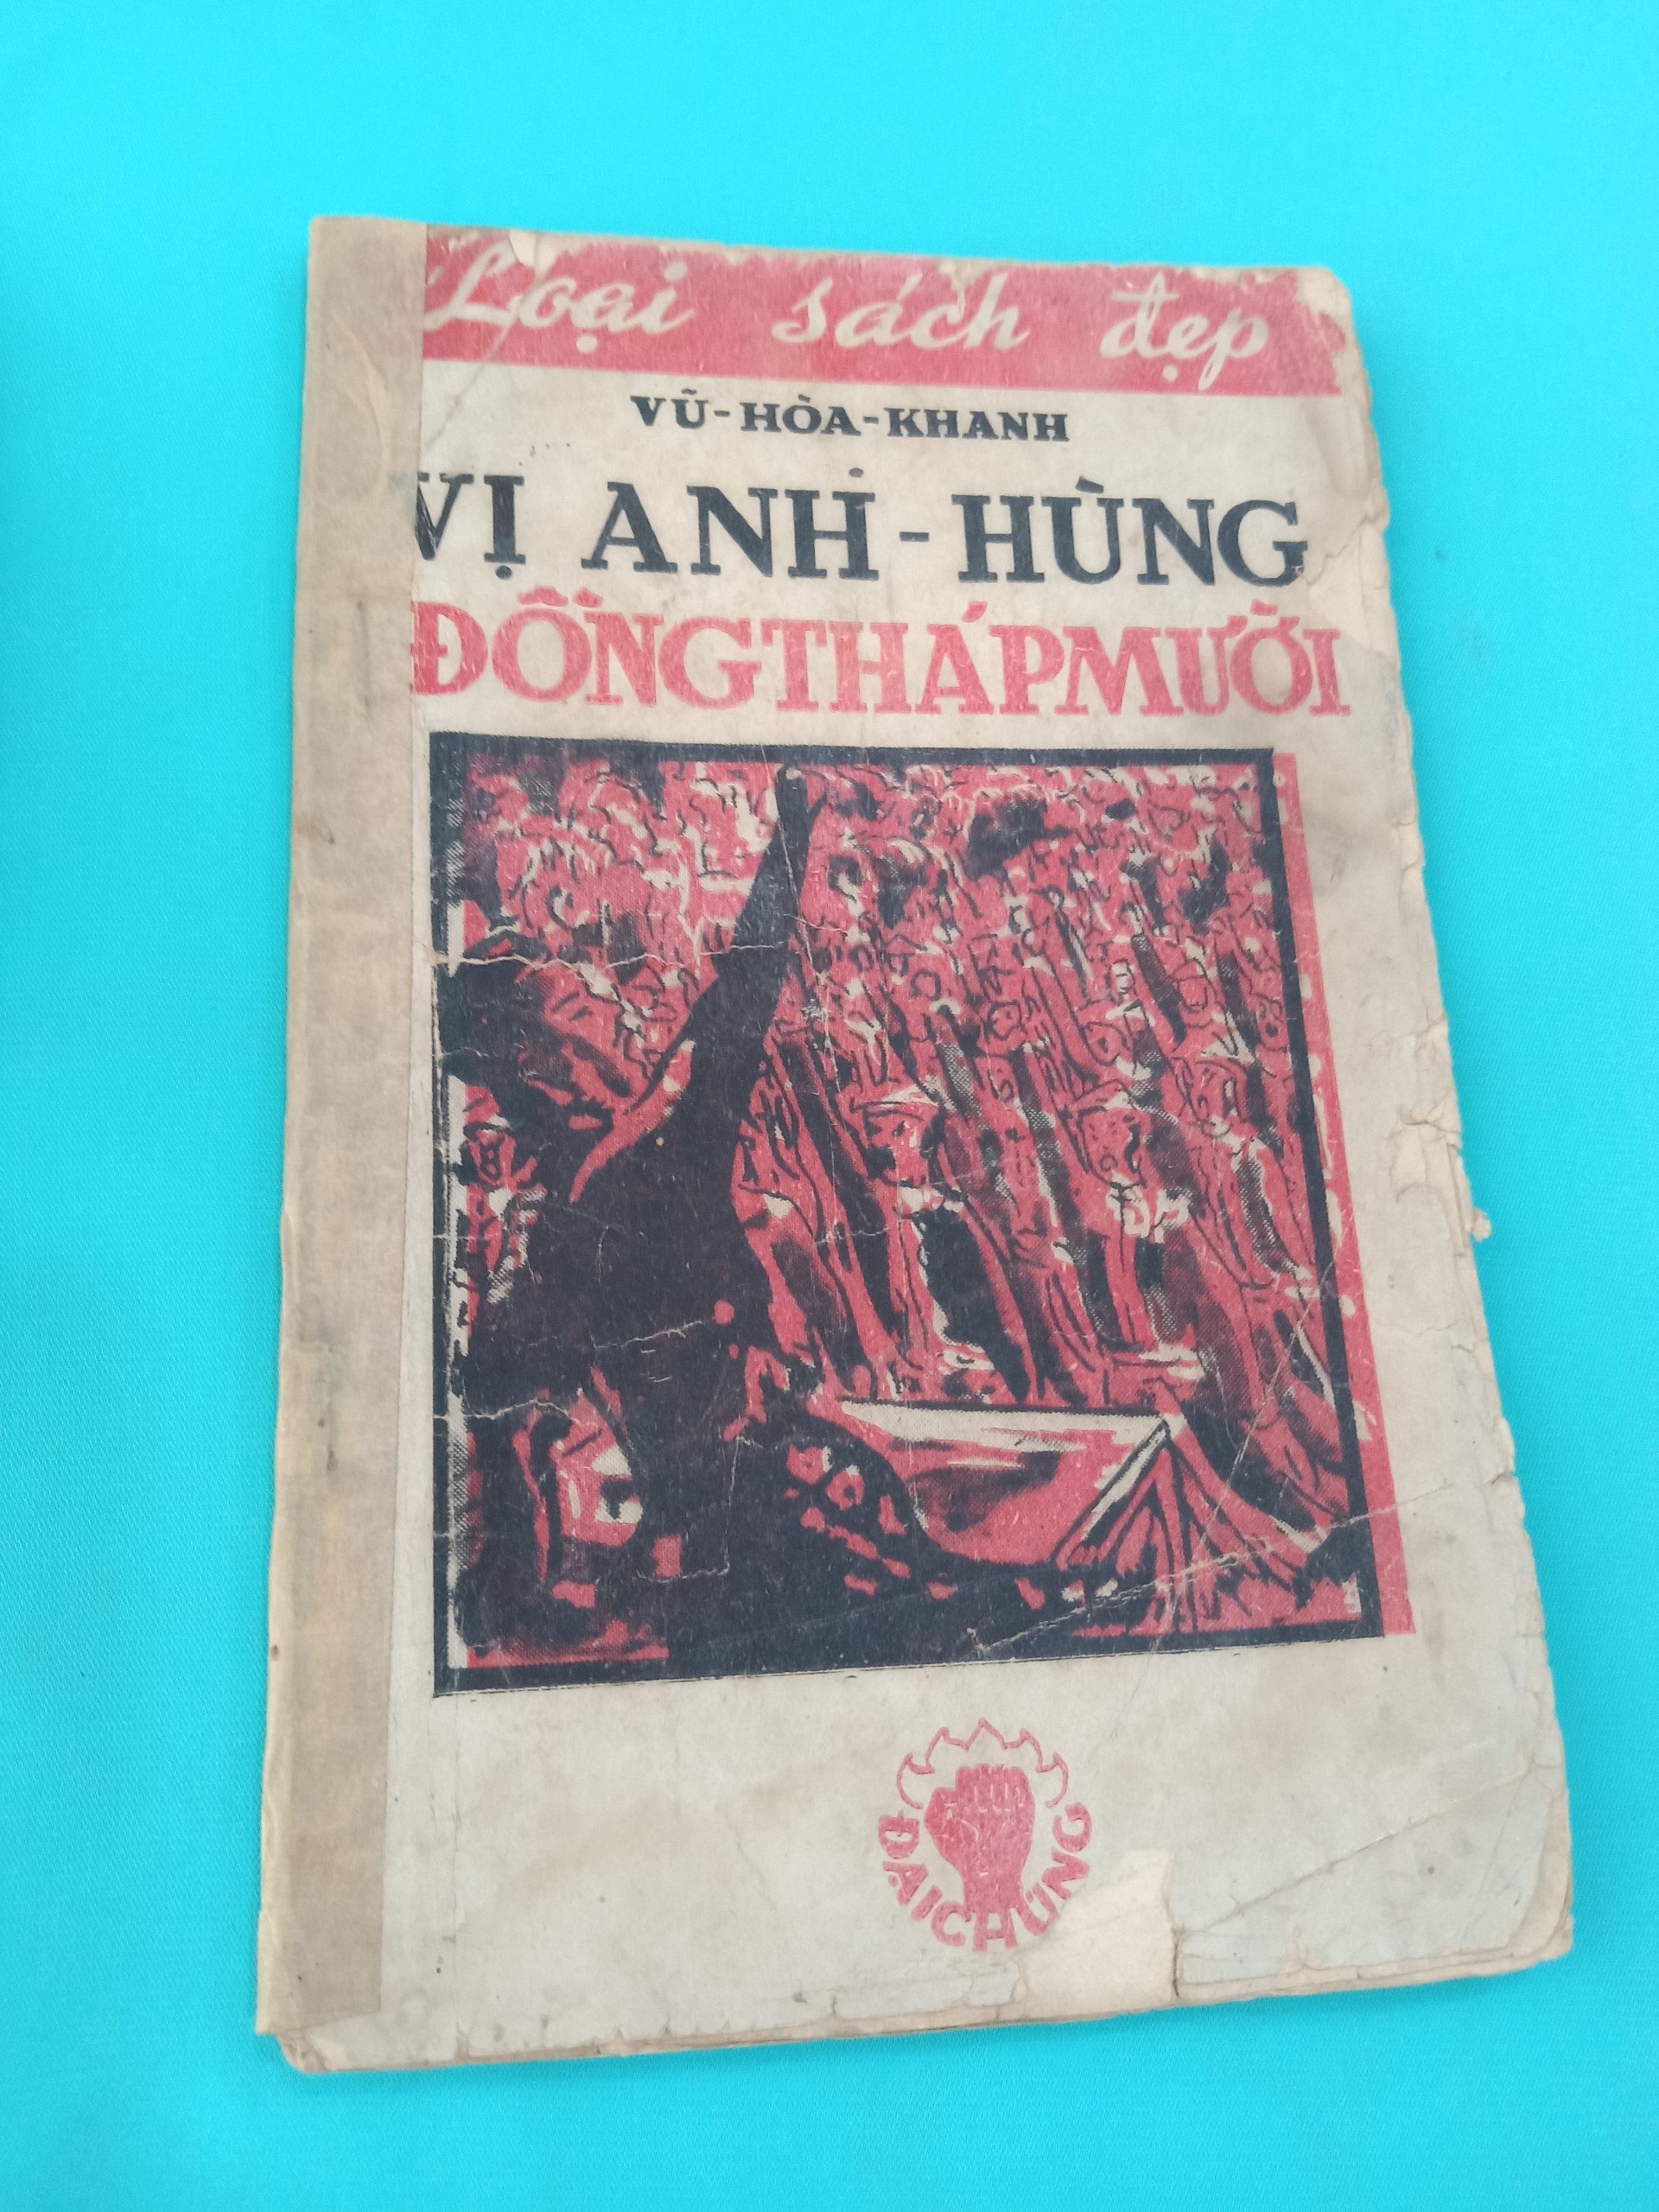 Loại sách đẹp
VŨ-HÒA-KHANH
VỊ ANH-HÙNG
ĐỒNG THÁP MƯỜI
ĐẠI CHÚNG